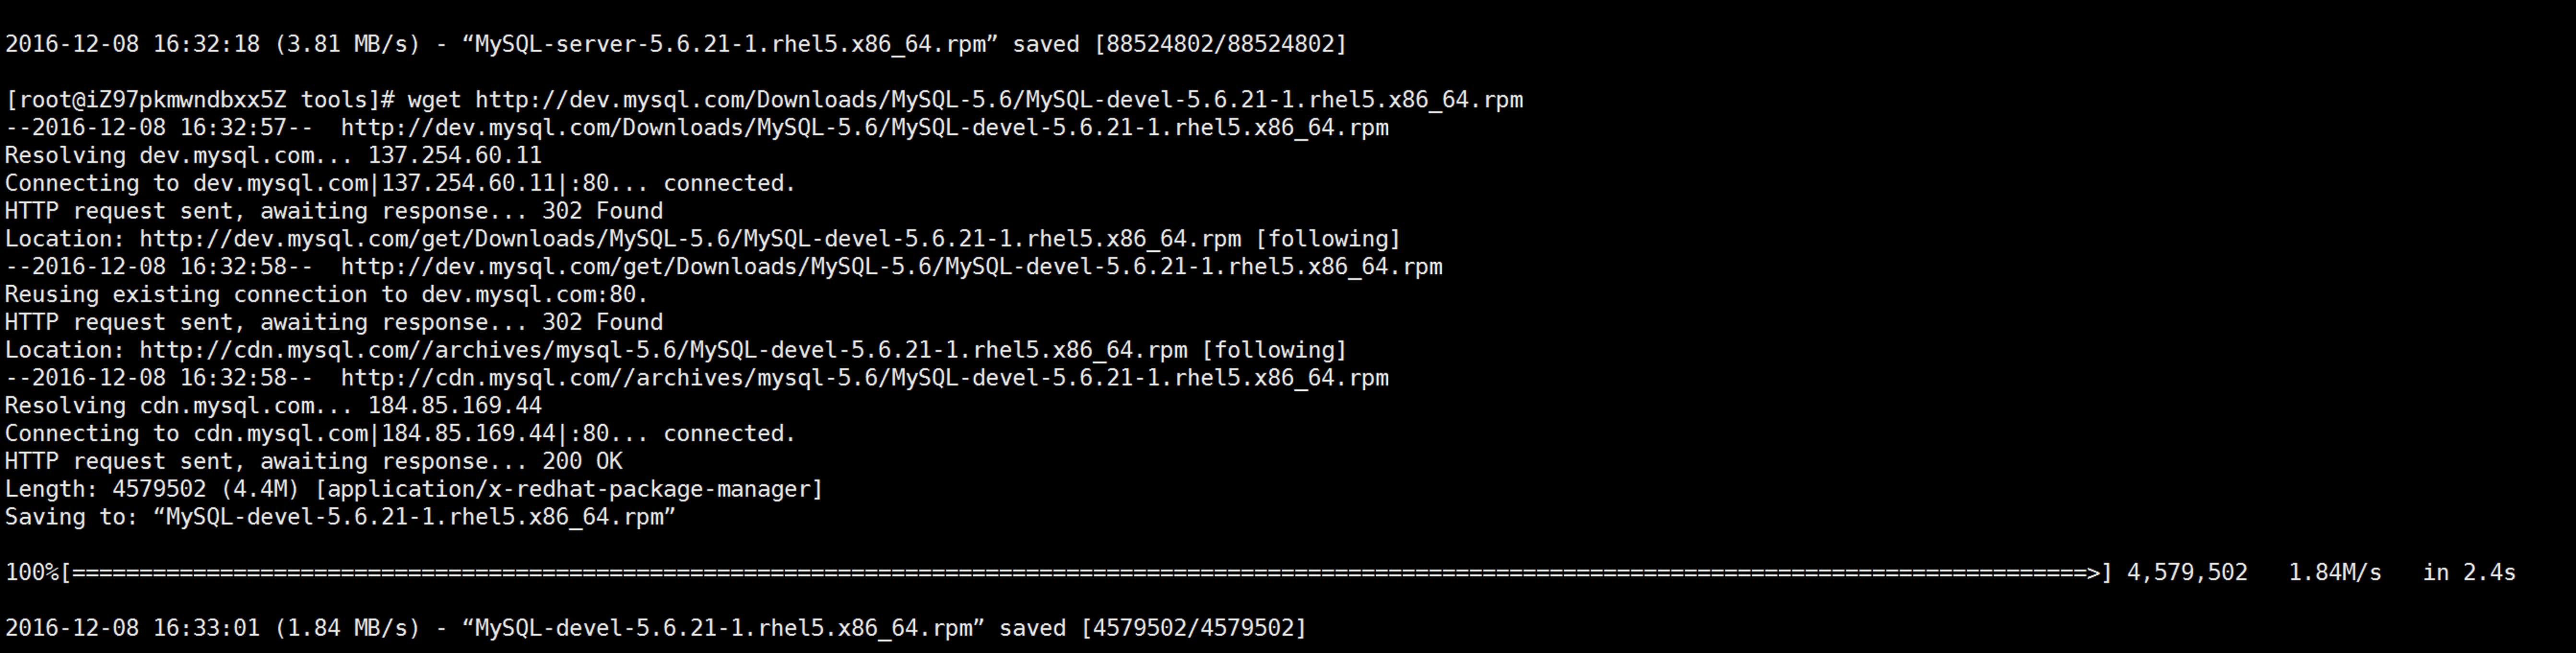 2016-12-08 16:32:18 (3.81 MB/s) - “MySQL-server-5.6.21-1.rhel5.x86_64.rpm” saved [88524802/88524802]
[root@iZ97pkmwndbxx5Z tools]# wget http://dev.mysql.com/Downloads/MySQL-5.6/MySQL-devel-5.6.21-1.rhel5.x86_64.rpm
--2016-12-08 16:32:57--  http://dev.mysql.com/Downloads/MySQL-5.6/MySQL-devel-5.6.21-1.rhel5.x86_64.rpm
Resolving dev.mysql.com... 137.254.60.11
Connecting to dev.mysql.com|137.254.60.11|:80... connected.
HTTP request sent, awaiting response... 302 Found
Location: http://dev.mysql.com/get/Downloads/MySQL-5.6/MySQL-devel-5.6.21-1.rhel5.x86_64.rpm [following]
--2016-12-08 16:32:58--  http://dev.mysql.com/get/Downloads/MySQL-5.6/MySQL-devel-5.6.21-1.rhel5.x86_64.rpm
Reusing existing connection to dev.mysql.com:80.
HTTP request sent, awaiting response... 302 Found
Location: http://cdn.mysql.com//archives/mysql-5.6/MySQL-devel-5.6.21-1.rhel5.x86_64.rpm [following]
--2016-12-08 16:32:58--  http://cdn.mysql.com//archives/mysql-5.6/MySQL-devel-5.6.21-1.rhel5.x86_64.rpm
Resolving cdn.mysql.com... 184.85.169.44
Connecting to cdn.mysql.com|184.85.169.44|:80... connected.
HTTP request sent, awaiting response... 200 OK
Length: 4579502 (4.4M) [application/x-redhat-package-manager]
Saving to: “MySQL-devel-5.6.21-1.rhel5.x86_64.rpm”
100%[======================================================================================================================================================>] 4,579,502   1.84M/s   in 2.4s
2016-12-08 16:33:01 (1.84 MB/s) - “MySQL-devel-5.6.21-1.rhel5.x86_64.rpm” saved [4579502/4579502]